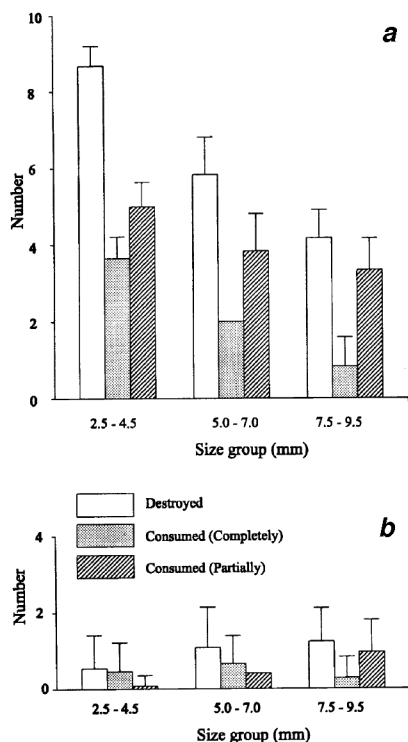 a
10
8
6
4
2
0
Number
2.5 - 4.5 5.0 - 7.0 7.5 - 9.5
Size group (mm)
Destroyed
Consumed (Completely)
Consumed (Partially)
b
4
2
0
Number
2.5 - 4.5 5.0 - 7.0 7.5 - 9.5
Size group (mm)